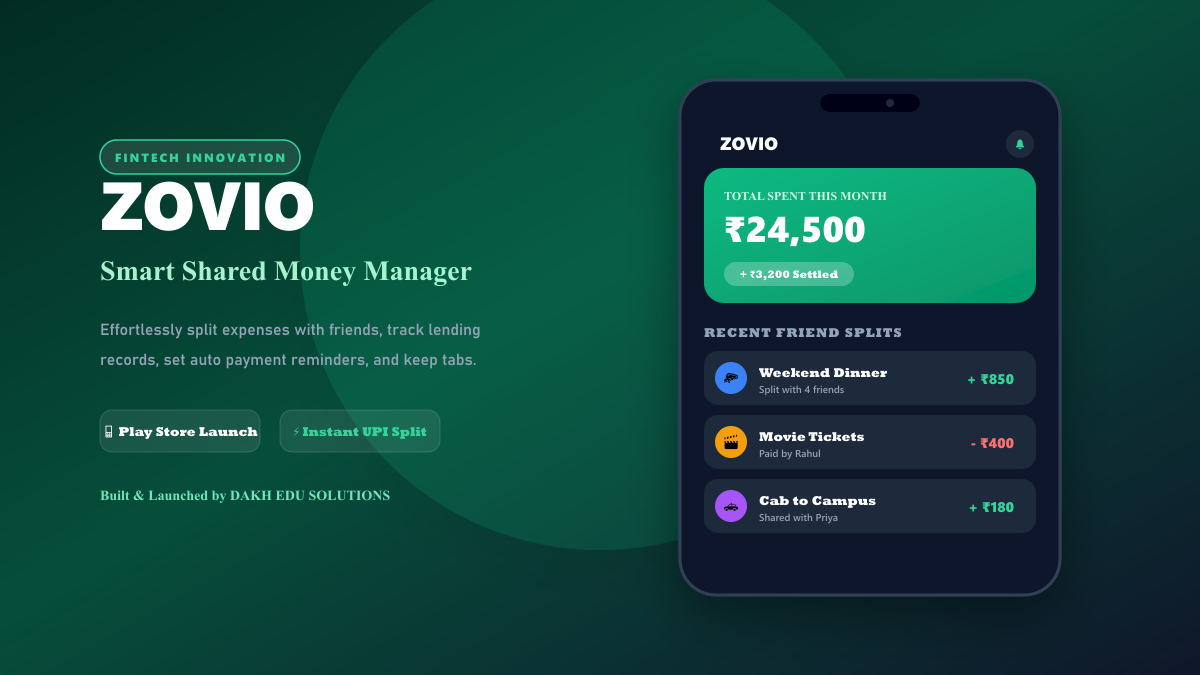 FINTECH INNOVATION
ZOVIO
Smart Shared Money Manager
Effortlessly split expenses with friends, track lending
records, set auto payment reminders, and keep tabs.
Play Store Launch
⚡Instant UPI Split
Built & Launched by DAKH EDU SOLUTIONS
ZOVIO
TOTAL SPENT THIS MONTH
₹24,500
+ ₹3,200 Settled
RECENT FRIEND SPLITS
Weekend Dinner
Split with 4 friends
+ ₹850
Movie Tickets
Paid by Rahul
- ₹400
Cab to Campus
Shared with Priya
+ ₹180